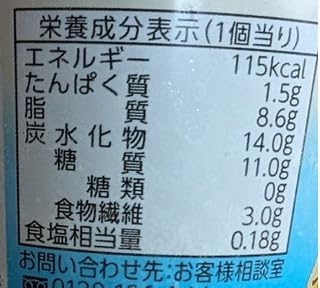 栄養成分表示(1個当り)
エネルギー 115kcal
たんぱく質 1.5g
脂質 8.6g
炭水化物 14.0g
糖質 11.0g
糖類 0g
食物繊維 3.0g
食塩相当量 0.18g
お問い合わせ先:お客様相談室